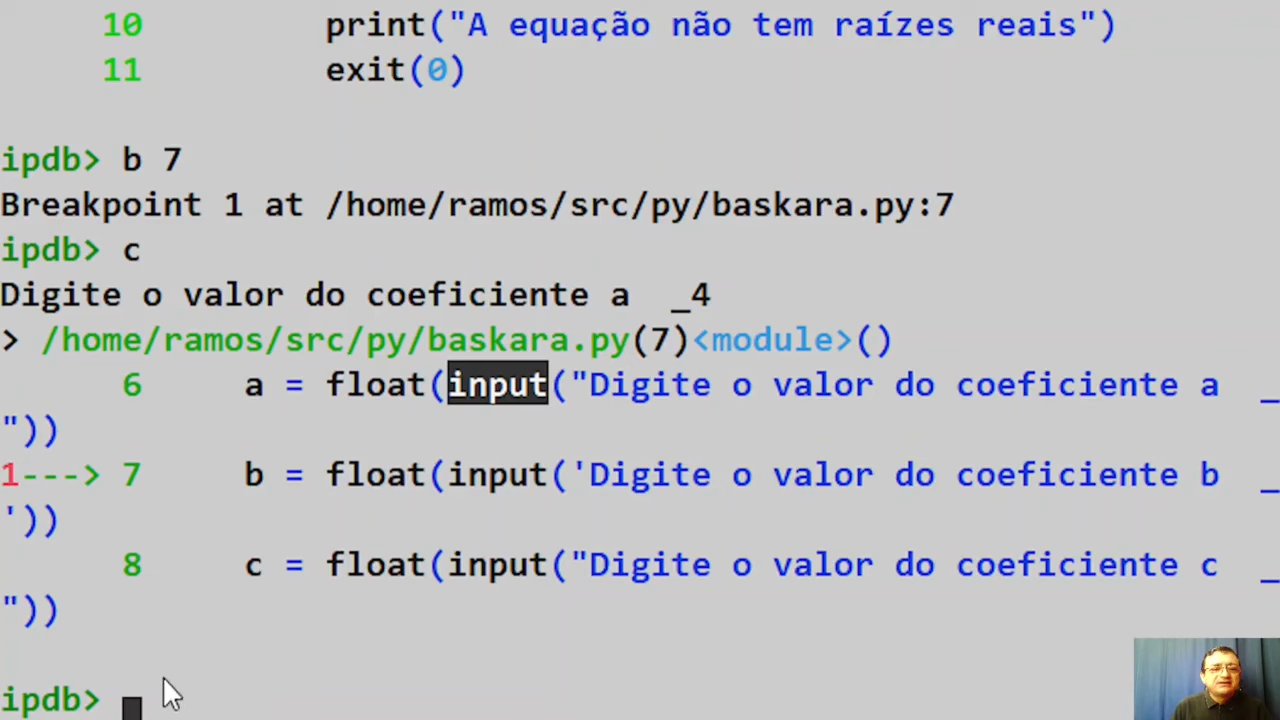 10 print("A equação não tem raízes reais")
11 exit(0)
ipdb> b 7
Breakpoint 1 at /home/ramos/src/py/baskara.py:7
ipdb> c
Digite o valor do coeficiente a _4
> /home/ramos/src/py/baskara.py(7)<module>()
6 a = float(input("Digite o valor do coeficiente a _
"))
1---> 7 b = float(input('Digite o valor do coeficiente b _
'))
8 c = float(input("Digite o valor do coeficiente c _
"))
ipdb>